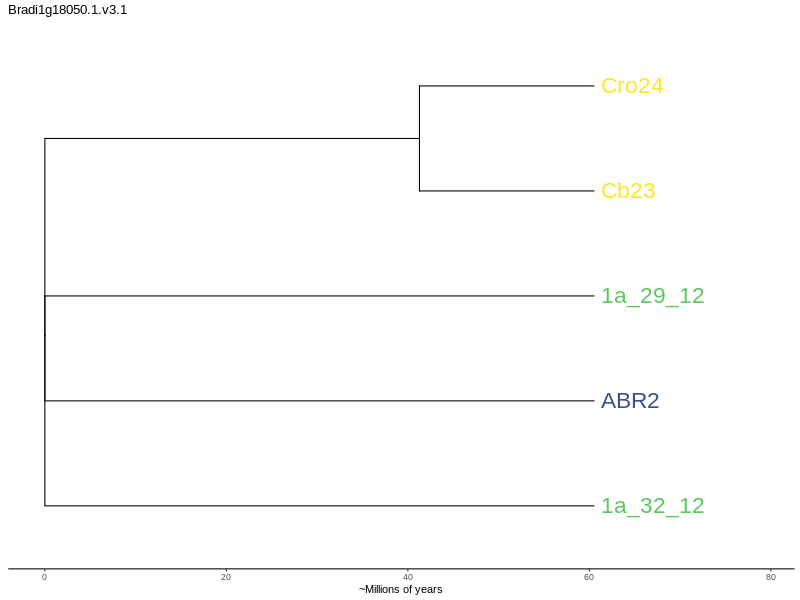 Bradi1g18050.1.v3.1
Cro24
Cb23
1a_29_12
ABR2
1a_32_12
0 20 40 60 80
~Millions of years